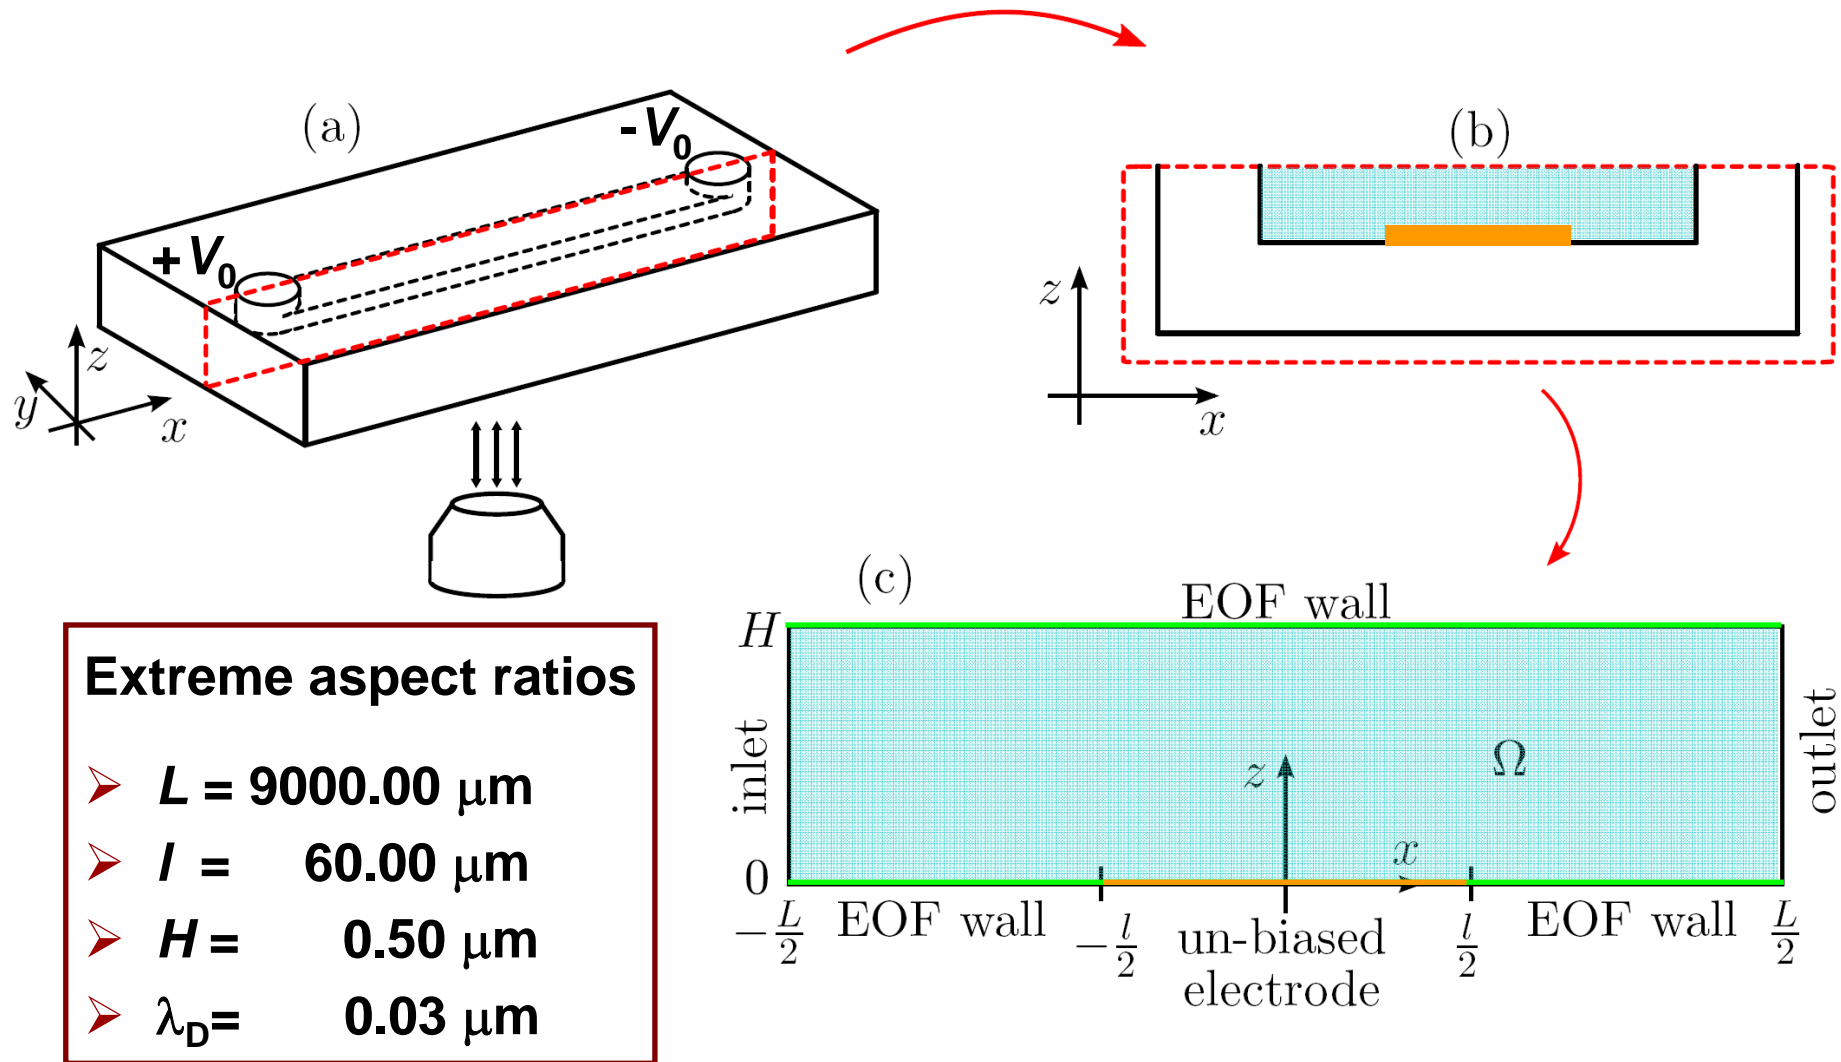 (a)
+V₀
-V₀
z
y
x
(b)
z
x
Extreme aspect ratios
➢ L = 9000.00 μm
➢ l = 60.00 μm
➢ H = 0.50 μm
➢ λD= 0.03 μm
(c)
EOF wall
H
inlet
outlet
Ω
z
x
0
-L/2 EOF wall -l/2 un-biased electrode l/2 EOF wall L/2